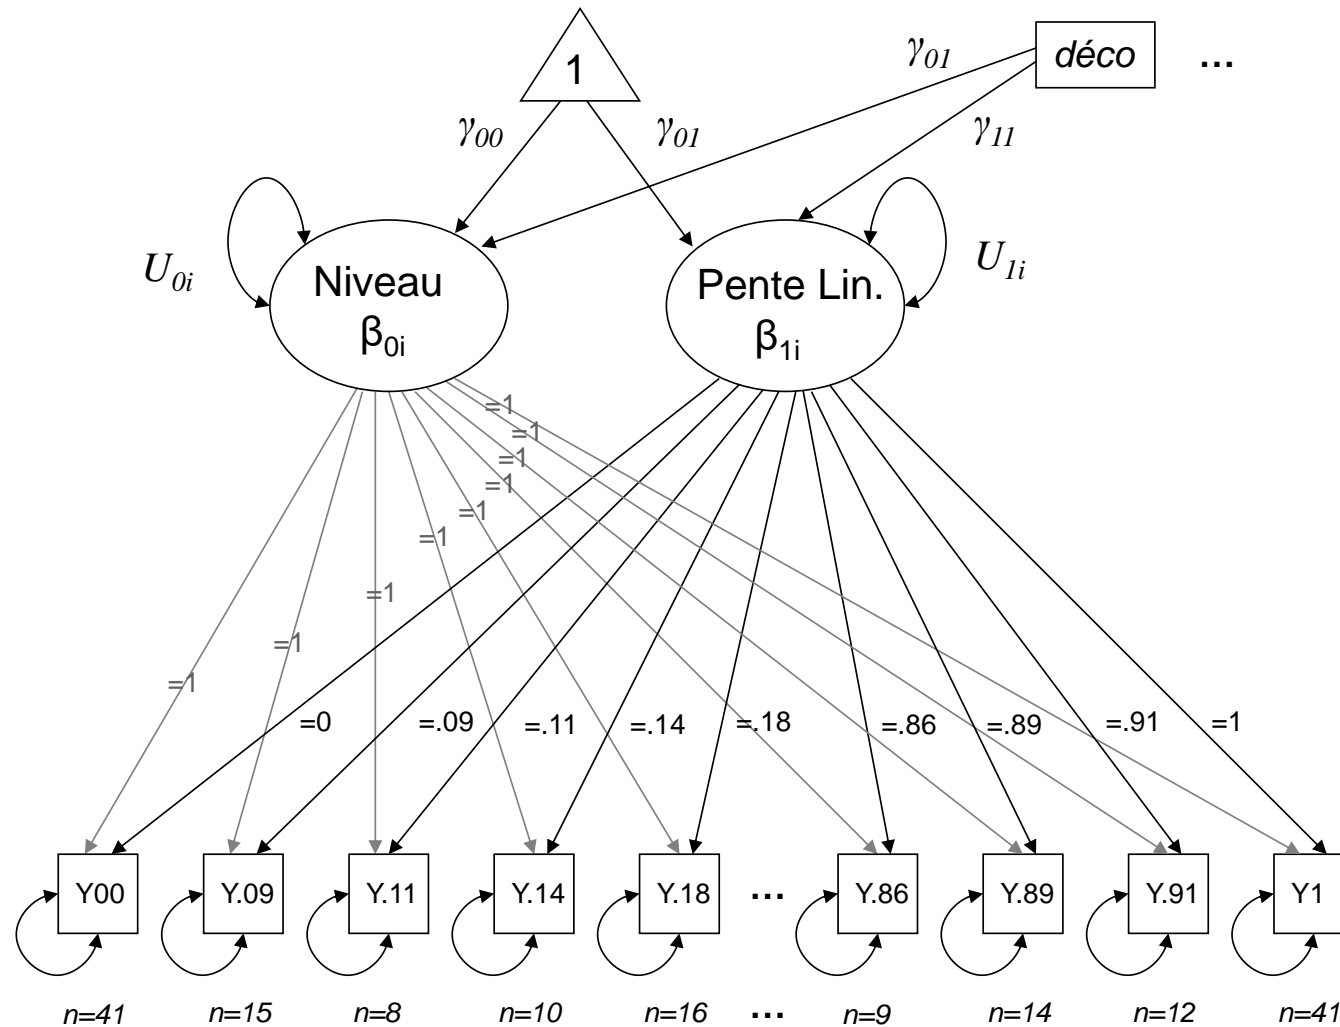 1
déco ...
γ01
γ00
γ01
γ11
U0i
Niveau
β0i
Pente Lin.
β1i
U1i
=1
=1
=1
=1
=1
=1
=1
=1
=1
=0 =.09 =.11 =.14 =.18 =.86 =.89 =.91 =1
Y00 Y.09 Y.11 Y.14 Y.18 ... Y.86 Y.89 Y.91 Y1
n=41 n=15 n=8 n=10 n=16 ... n=9 n=14 n=12 n=41